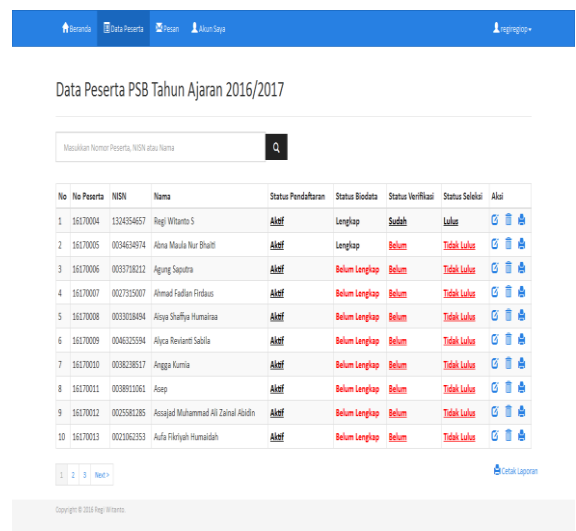 Beranda Data Peserta Pesan Akun Saya regiregiop
Data Peserta PSB Tahun Ajaran 2016/2017
Masukkan Nomor Peserta, NISN atau Nama
No No Peserta NISN Nama Status Pendaftaran Status Biodata Status Verifikasi Status Seleksi Aksi
1 16170004 1324354657 Regi Witanto S Aktif Lengkap Sudah Lulus
2 16170005 0034634974 Abna Maula Nur Bhaiti Aktif Lengkap Belum Tidak Lulus
3 16170006 0033718212 Agung Saputra Aktif Belum Lengkap Belum Tidak Lulus
4 16170007 0027315007 Ahmad Fadlan Firdaus Aktif Belum Lengkap Belum Tidak Lulus
5 16170008 0033018494 Aisya Shaffiya Humairaa Aktif Belum Lengkap Belum Tidak Lulus
6 16170009 0046325594 Alyca Revianti Sabila Aktif Belum Lengkap Belum Tidak Lulus
7 16170010 0038238517 Angga Kurnia Aktif Belum Lengkap Belum Tidak Lulus
8 16170011 0038911061 Asep Aktif Belum Lengkap Belum Tidak Lulus
9 16170012 0025581285 Assajad Muhammad Ali Zainal Abidin Aktif Belum Lengkap Belum Tidak Lulus
10 16170013 0021062353 Aufa Fikriyah Humaidah Aktif Belum Lengkap Belum Tidak Lulus
1 2 3 Next > Cetak Laporan
Copyright © 2016 Regi Witanto.